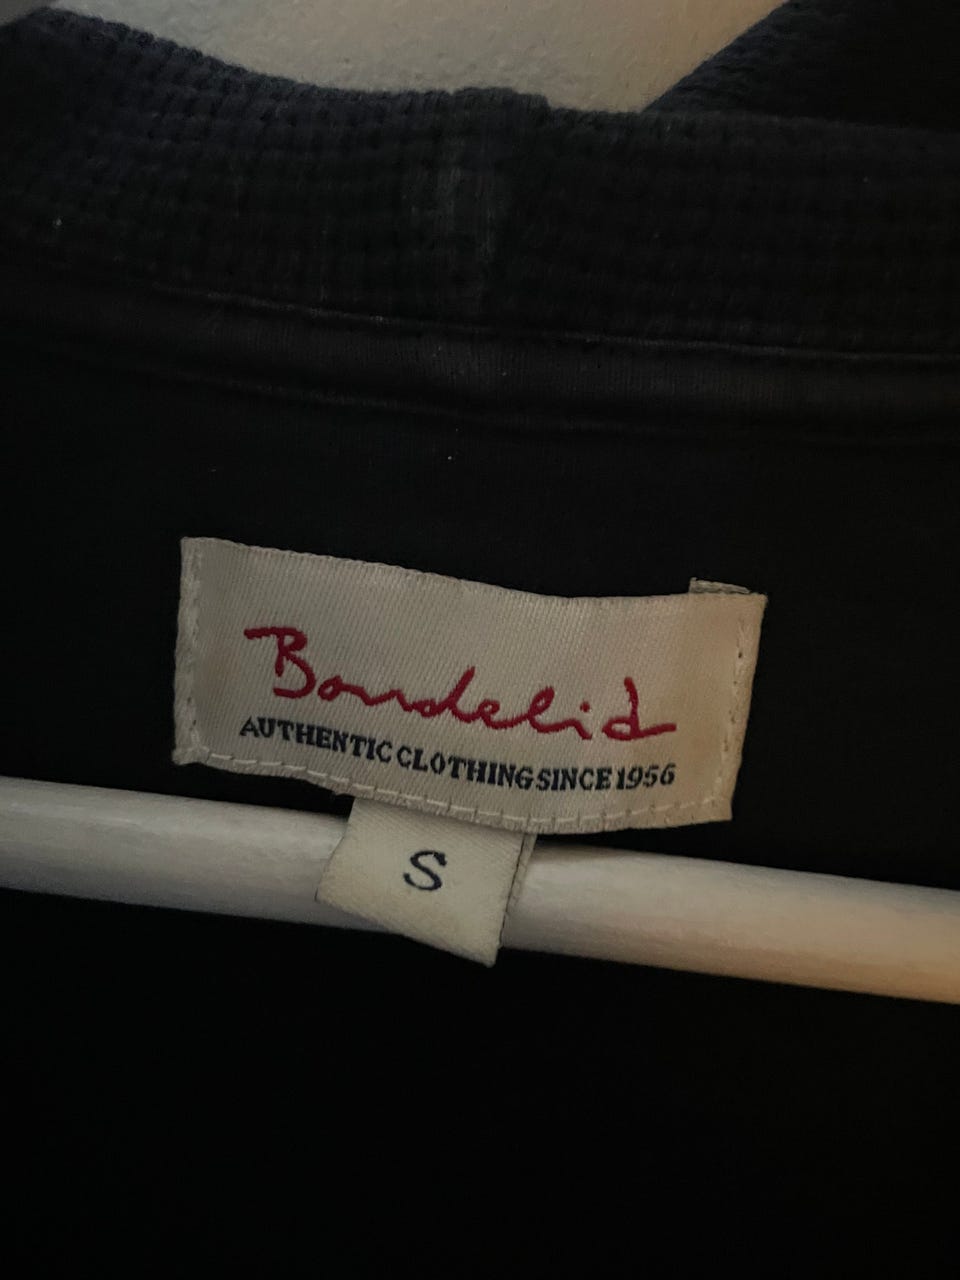 Bondelid
AUTHENTIC CLOTHING SINCE 1956
S